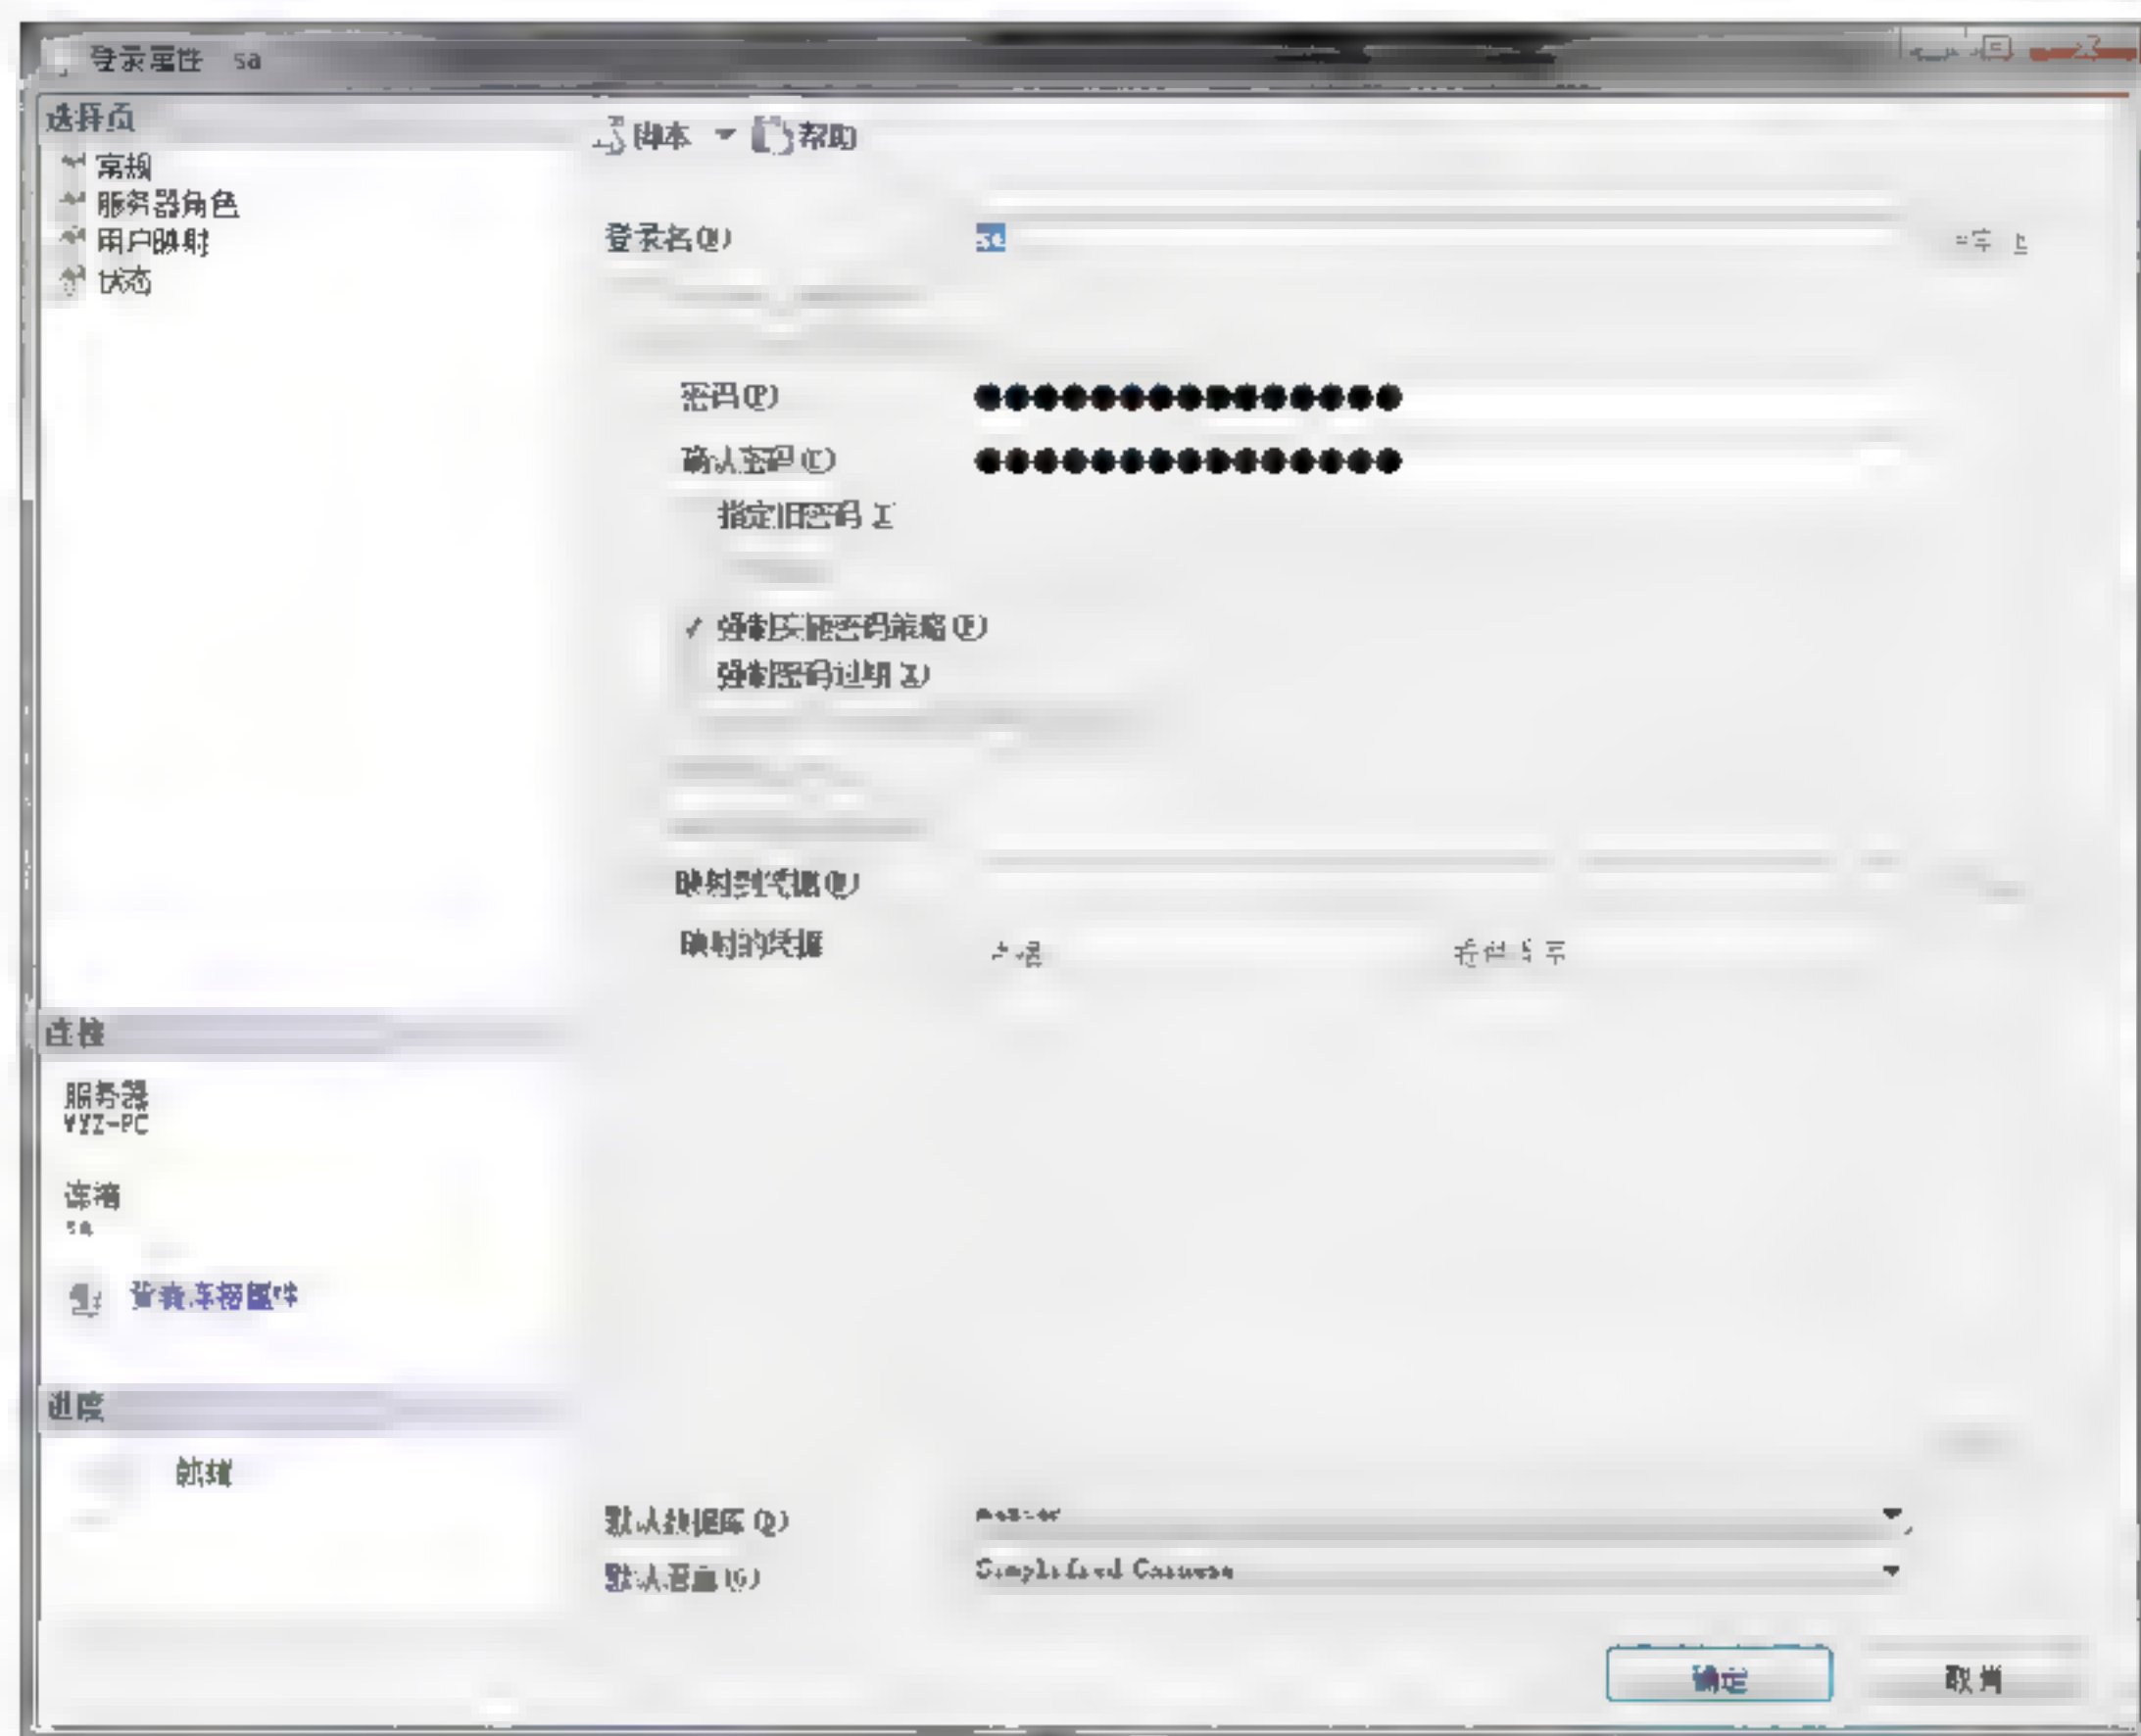 登录属性 sa
选择页
常规
服务器角色
用户映射
状态
脚本 帮助
登录名(N)
sa
密码(P) ●●●●●●●●●●●●●●●
确认密码(C) ●●●●●●●●●●●●●●●
指定旧密码
强制实施密码策略(F)
强制密码过期(X)
映射到凭据
映射的凭据
连接
服务器
连接
sa
查看连接属性
进度
就绪
默认数据库(D) master
默认语言(G) Simplified Chinese
确定 取消